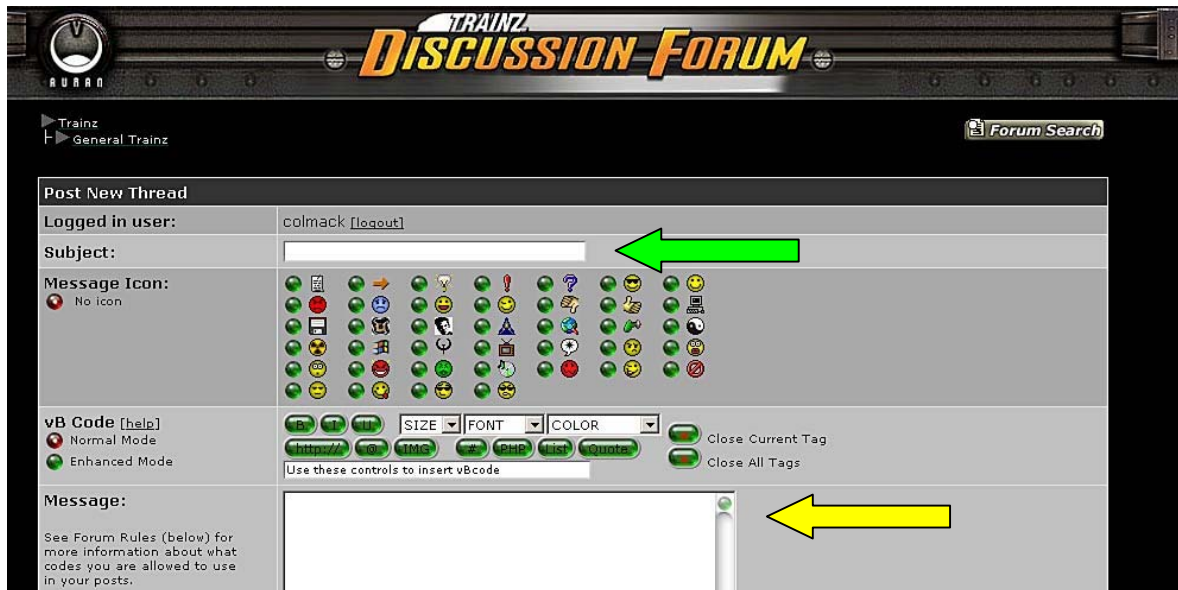 TRAINZ
DISCUSSION FORUM
AURAN
Trainz
General Trainz
Forum Search
Post New Thread
Logged in user: colmack [logout]
Subject:
Message Icon:
No icon
vB Code [help]
Normal Mode
Enhanced Mode
B I U SIZE FONT COLOR
http:// @ IMG # PHP List Quote
Use these controls to insert vBcode
Close Current Tag
Close All Tags
Message:
See Forum Rules (below) for
more information about what
codes you are allowed to use
in your posts.